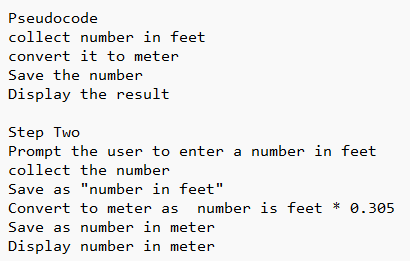 Pseudocode
collect number in feet
convert it to meter
Save the number
Display the result
Step Two
Prompt the user to enter a number in feet
collect the number
Save as "number in feet"
Convert to meter as  number is feet * 0.305
Save as number in meter
Display number in meter